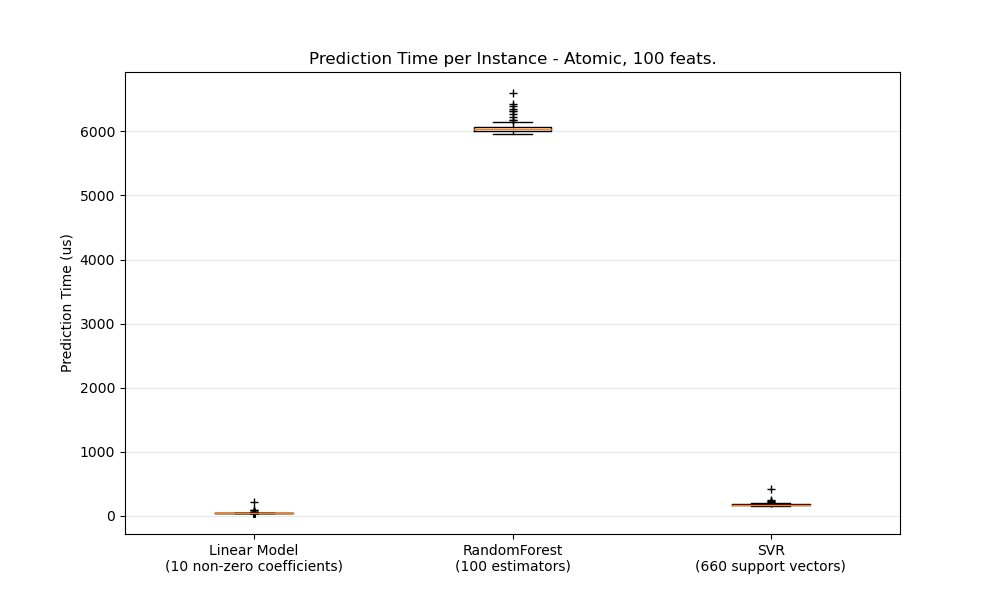 Prediction Time per Instance - Atomic, 100 feats.
Prediction Time (us)
6000
5000
4000
3000
2000
1000
0
Linear Model
(10 non-zero coefficients)
RandomForest
(100 estimators)
SVR
(660 support vectors)